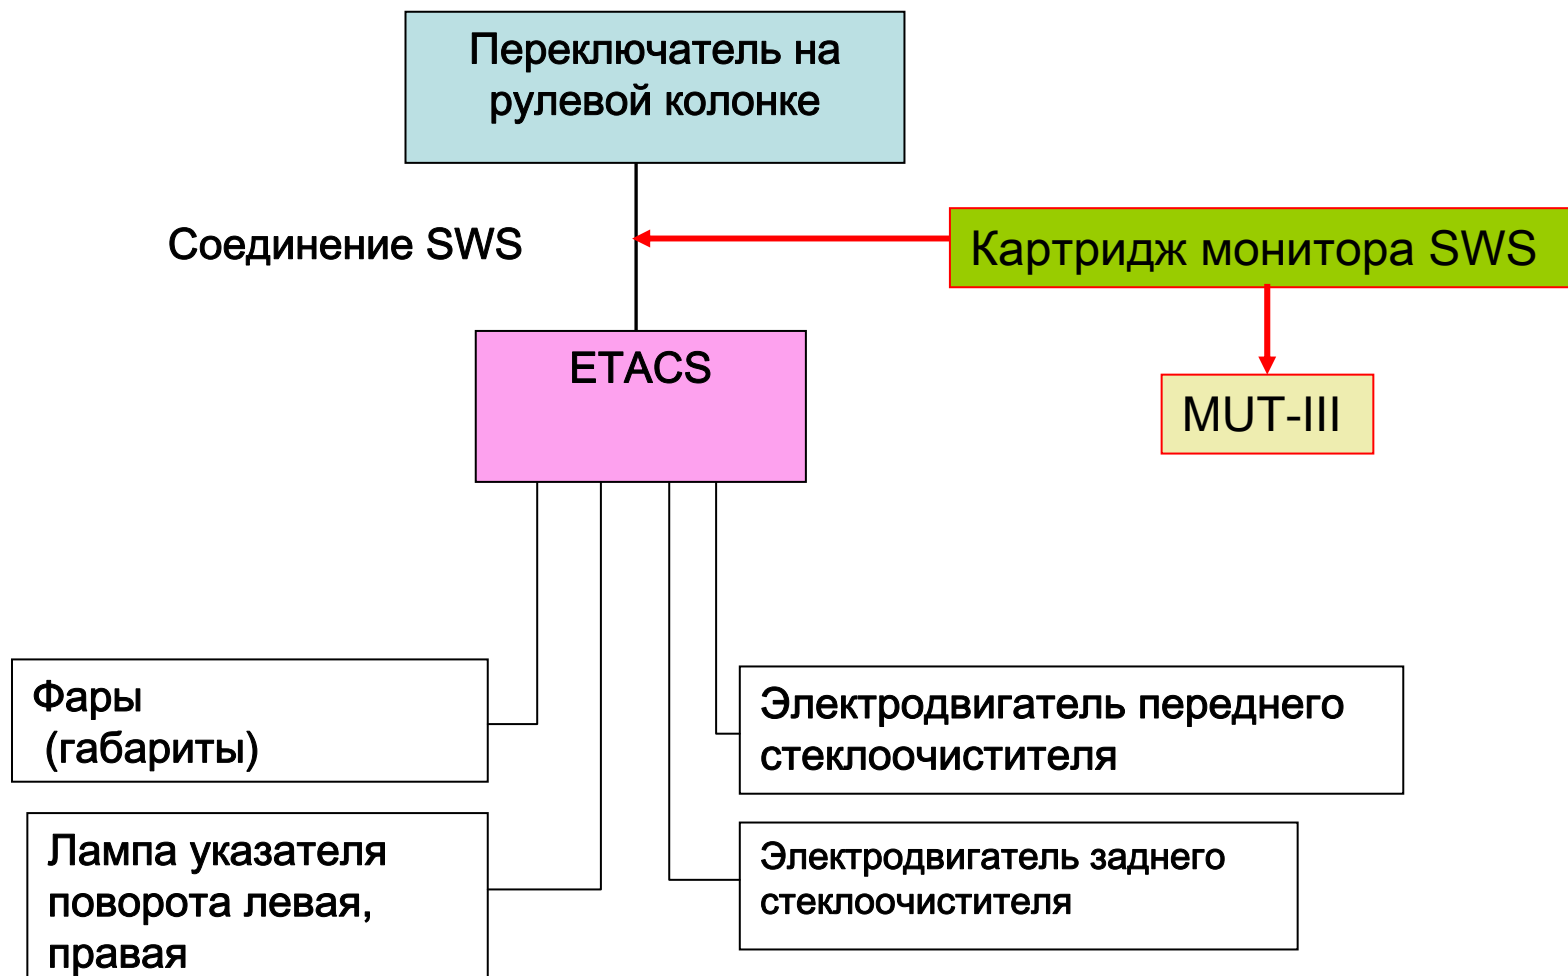 Переключатель на
рулевой колонке
Соединение SWS
Картридж монитора SWS
ETACS
MUT-III
Фары
(габариты)
Электродвигатель переднего
стеклоочистителя
Лампа указателя
поворота левая,
правая
Электродвигатель заднего
стеклоочистителя